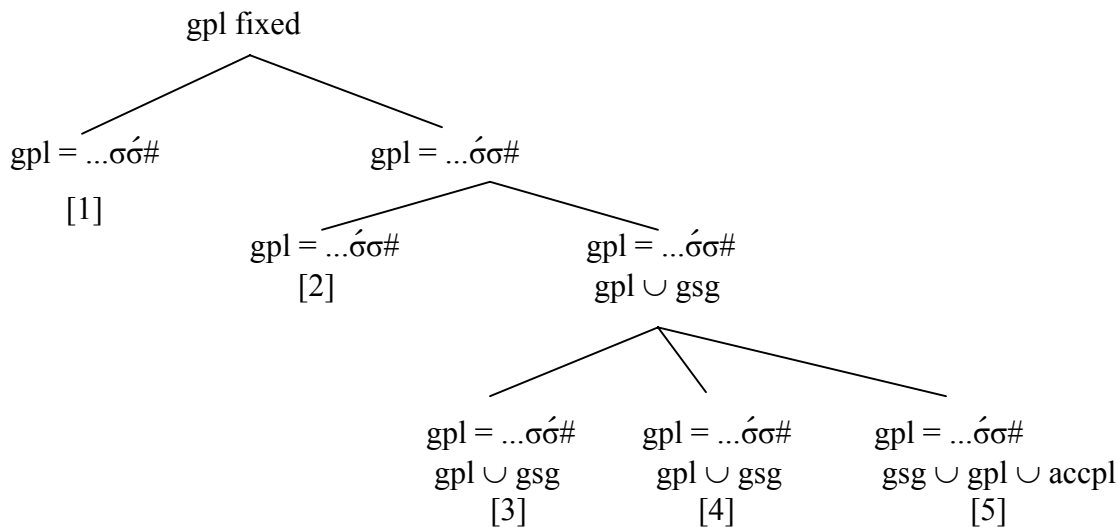 gpl fixed
gpl = ...σσ́# gpl = ...σ́σ#
[1]
gpl = ...σ́σ# gpl = ...σ́σ#
[2] gpl ∪ gsg
gpl = ...σσ́# gpl = ...σ́σ# gpl = ...σ́σ#
gpl ∪ gsg gpl ∪ gsg gsg ∪ gpl ∪ accpl
[3] [4] [5]